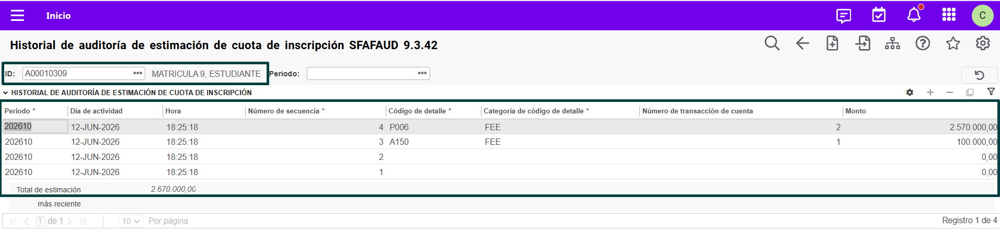 Inicio
C
Historial de auditoría de estimación de cuota de inscripción SFAFAUD 9.3.42
ID: A00010309 ••• MATRICULA 9, ESTUDIANTE Periodo: •••
HISTORIAL DE AUDITORÍA DE ESTIMACIÓN DE CUOTA DE INSCRIPCIÓN
Periodo * Día de actividad Hora Número de secuencia * Código de detalle * Categoría de código de detalle * Número de transacción de cuenta Monto
202610 12-JUN-2026 18:25:18 4 P006 FEE 2 2.570.000,00
202610 12-JUN-2026 18:25:18 3 A150 FEE 1 100.000,00
202610 12-JUN-2026 18:25:18 2 0,00
202610 12-JUN-2026 18:25:18 1 0,00
Total de estimación 2.670.000,00
más reciente
1 de 1 10 Por página Registro 1 de 4